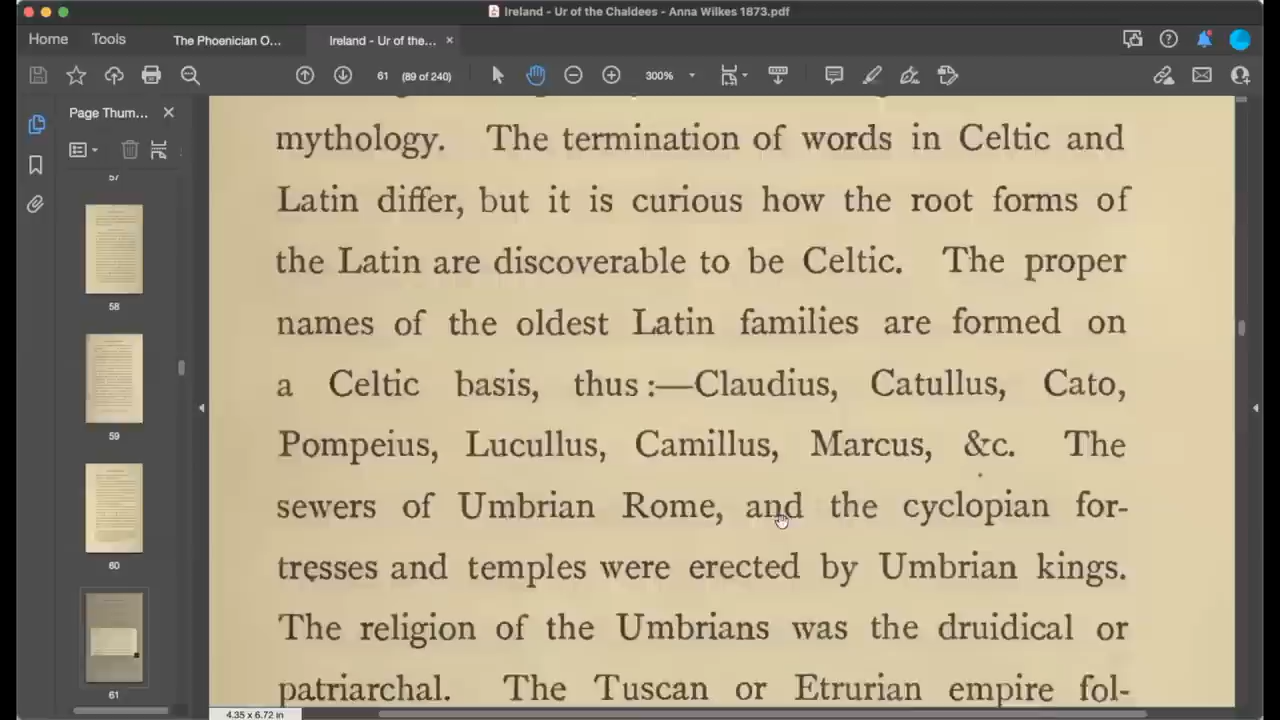 Ireland - Ur of the Chaldees - Anna Wilkes 1873.pdf
Home Tools The Phoenician O... Ireland - Ur of the... ×
61 (89 of 240) 300%
Page Thum...
57
58
59
60
61
mythology. The termination of words in Celtic and
Latin differ, but it is curious how the root forms of
the Latin are discoverable to be Celtic. The proper
names of the oldest Latin families are formed on
a Celtic basis, thus :—Claudius, Catullus, Cato,
Pompeius, Lucullus, Camillus, Marcus, &c. The
sewers of Umbrian Rome, and the cyclopian for-
tresses and temples were erected by Umbrian kings.
The religion of the Umbrians was the druidical or
patriarchal. The Tuscan or Etrurian empire fol-
4.35 x 6.72 in